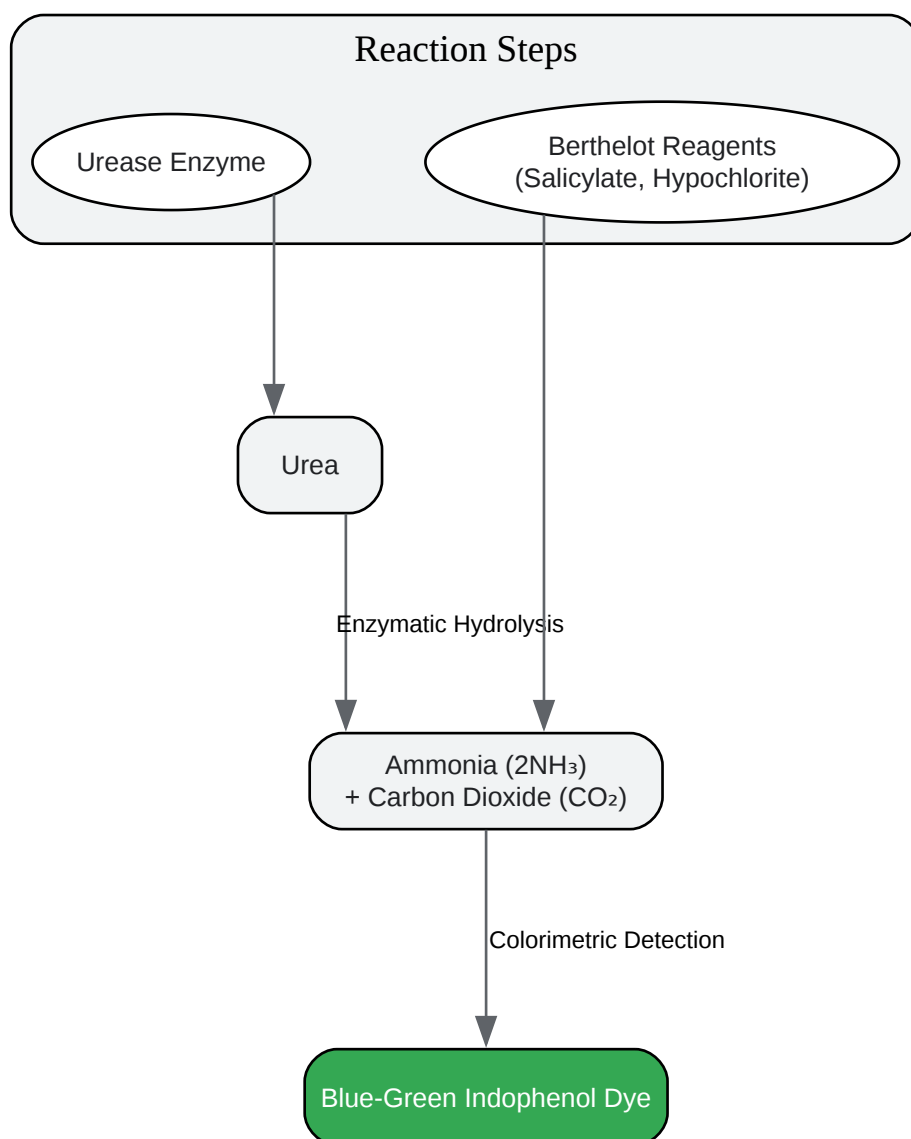 Reaction Steps
Urease Enzyme
Berthelot Reagents
(Salicylate, Hypochlorite)
Urea
Enzymatic Hydrolysis
Ammonia (2NH₃)
+ Carbon Dioxide (CO₂)
Colorimetric Detection
Blue-Green Indophenol Dye